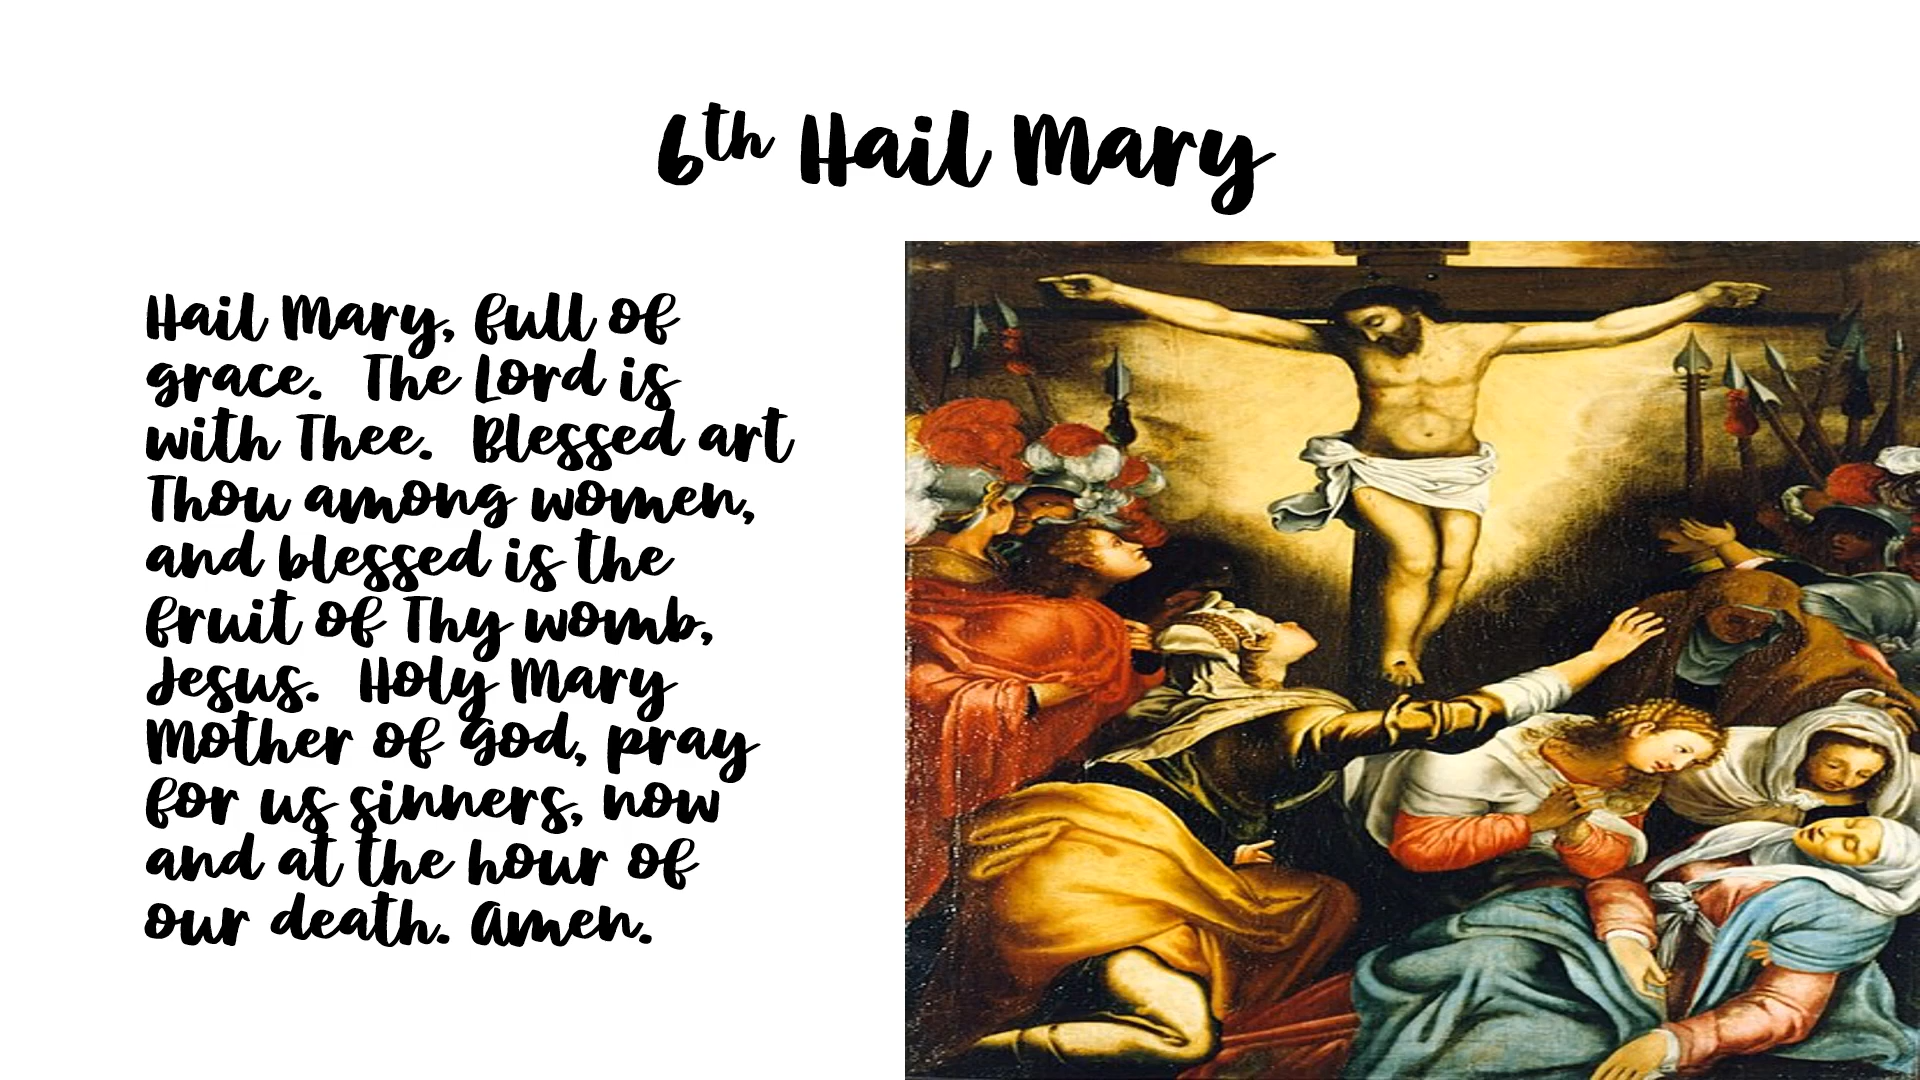 6th Hail Mary
Hail Mary, full of
grace.  The Lord is
with Thee.  Blessed art
Thou among women,
and blessed is the
fruit of Thy womb,
Jesus.  Holy Mary
Mother of God, pray
for us sinners, now
and at the hour of
our death. Amen.